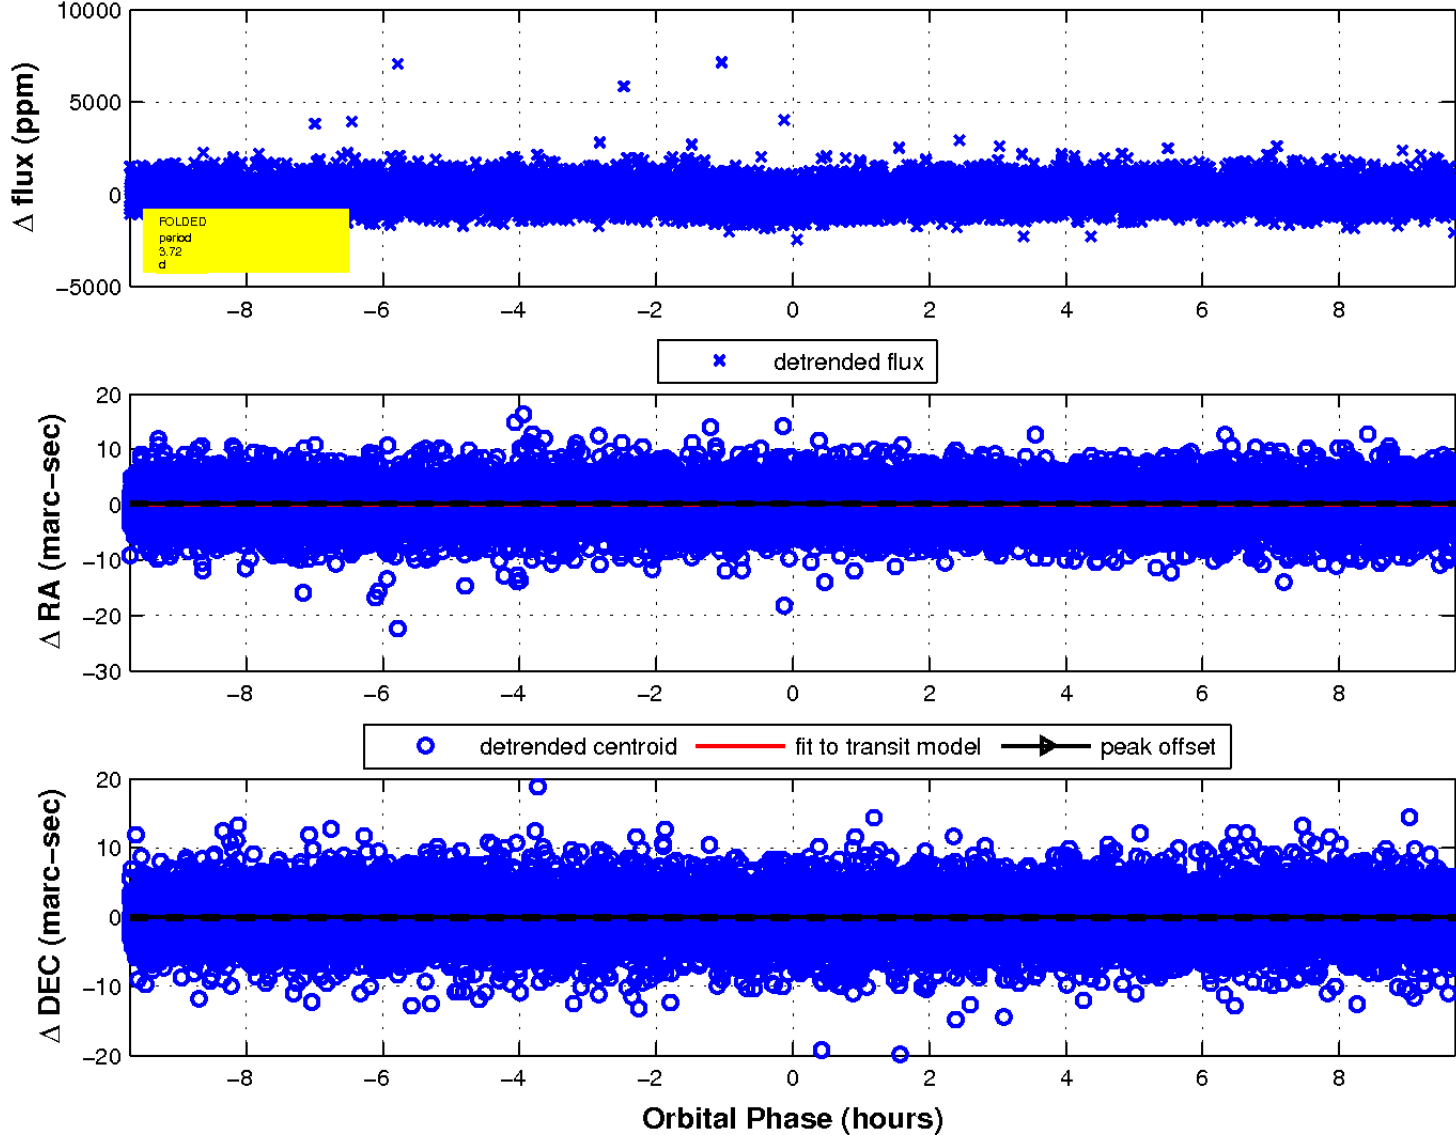 10000
5000
0
−5000
Δ flux (ppm)
FOLDED
period
3.72
d
−8 −6 −4 −2 0 2 4 6 8
detrended flux
20
10
0
−10
−20
−30
Δ RA (marc−sec)
−8 −6 −4 −2 0 2 4 6 8
detrended centroid fit to transit model peak offset
20
10
0
−10
−20
Δ DEC (marc−sec)
−8 −6 −4 −2 0 2 4 6 8
Orbital Phase (hours)